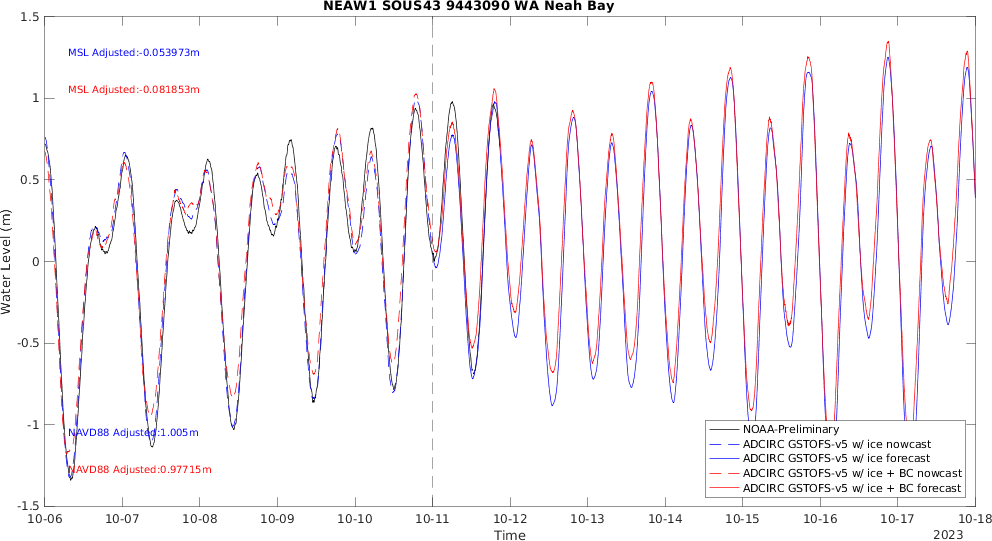 NEAW1 SOUS43 9443090 WA Neah Bay
MSL Adjusted:-0.053973m
MSL Adjusted:-0.081853m
NAVD88 Adjusted:1.005m
NAVD88 Adjusted:0.97715m
Water Level (m)
1.5
1
0.5
0
-0.5
-1
-1.5
NOAA-Preliminary
ADCIRC GSTOFS-v5 w/ ice nowcast
ADCIRC GSTOFS-v5 w/ ice forecast
ADCIRC GSTOFS-v5 w/ ice + BC nowcast
ADCIRC GSTOFS-v5 w/ ice + BC forecast
10-06 10-07 10-08 10-09 10-10 10-11 10-12 10-13 10-14 10-15 10-16 10-17 10-18
Time
2023